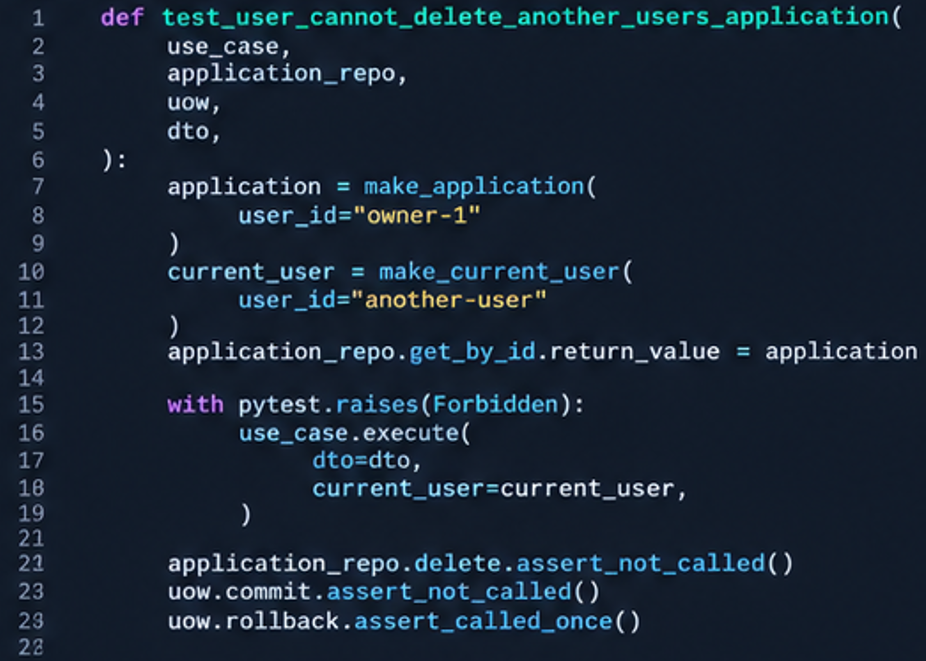 1 def test_user_cannot_delete_another_users_application(
2 use_case,
3 application_repo,
4 uow,
5 dto,
6 ):
7 application = make_application(
8 user_id="owner-1"
9 )
10 current_user = make_current_user(
11 user_id="another-user"
12 )
13 application_repo.get_by_id.return_value = application
14
15 with pytest.raises(Forbidden):
16 use_case.execute(
17 dto=dto,
18 current_user=current_user,
19 )
21
21 application_repo.delete.assert_not_called()
23 uow.commit.assert_not_called()
23 uow.rollback.assert_called_once()
22